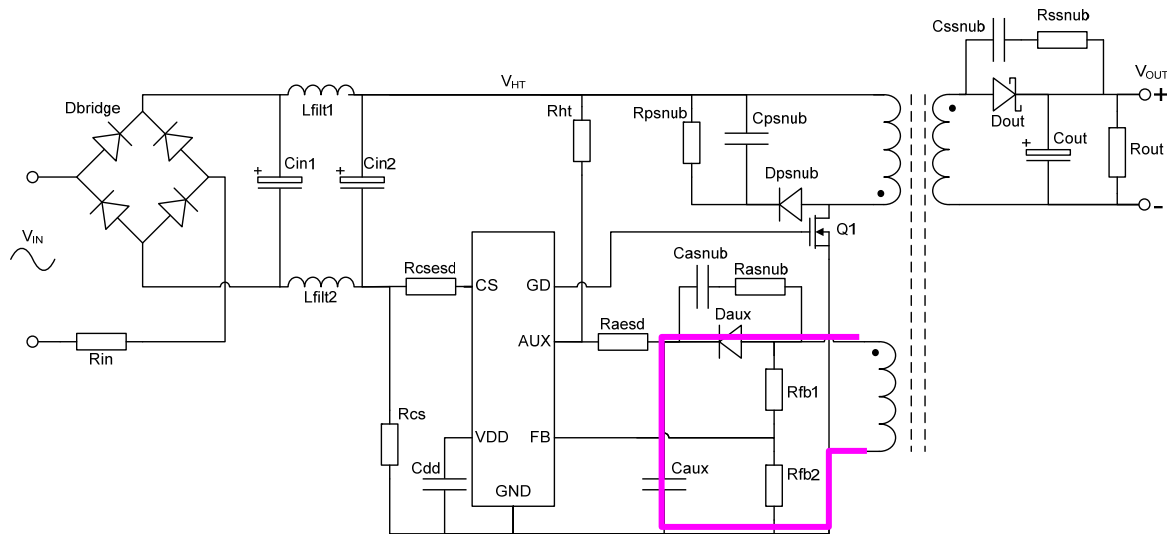 Cssnub
Rssnub
VHT
VOUT
+
Dbridge
Lfilt1
Rht
Rpsnub
Cpsnub
Dout
Cout
Rout
+
Cin1
+
Cin2
+
Dpsnub
-
Q1
VIN
Rcsesd
CS
GD
Casnub
Rasnub
Lfilt2
Raesd
Daux
AUX
Rin
Rfb1
Rcs
VDD
FB
Cdd
Caux
Rfb2
GND